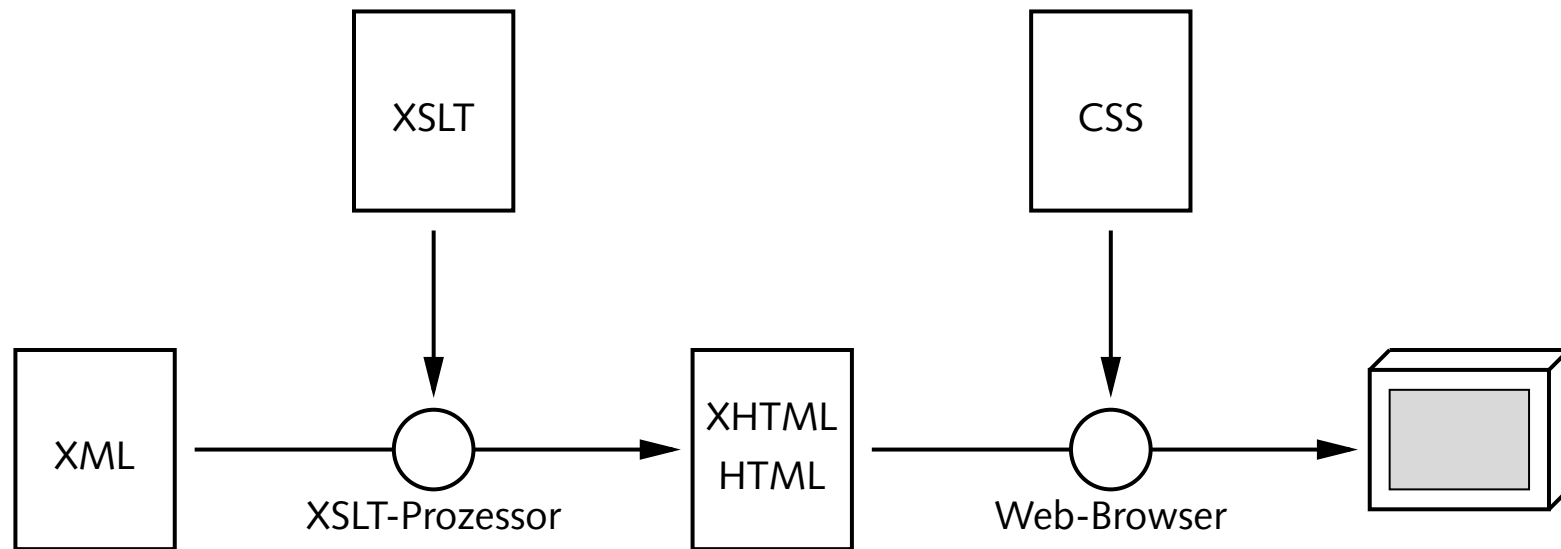 XSLT
CSS
XML
XSLT-Prozessor
XHTML
HTML
Web-Browser